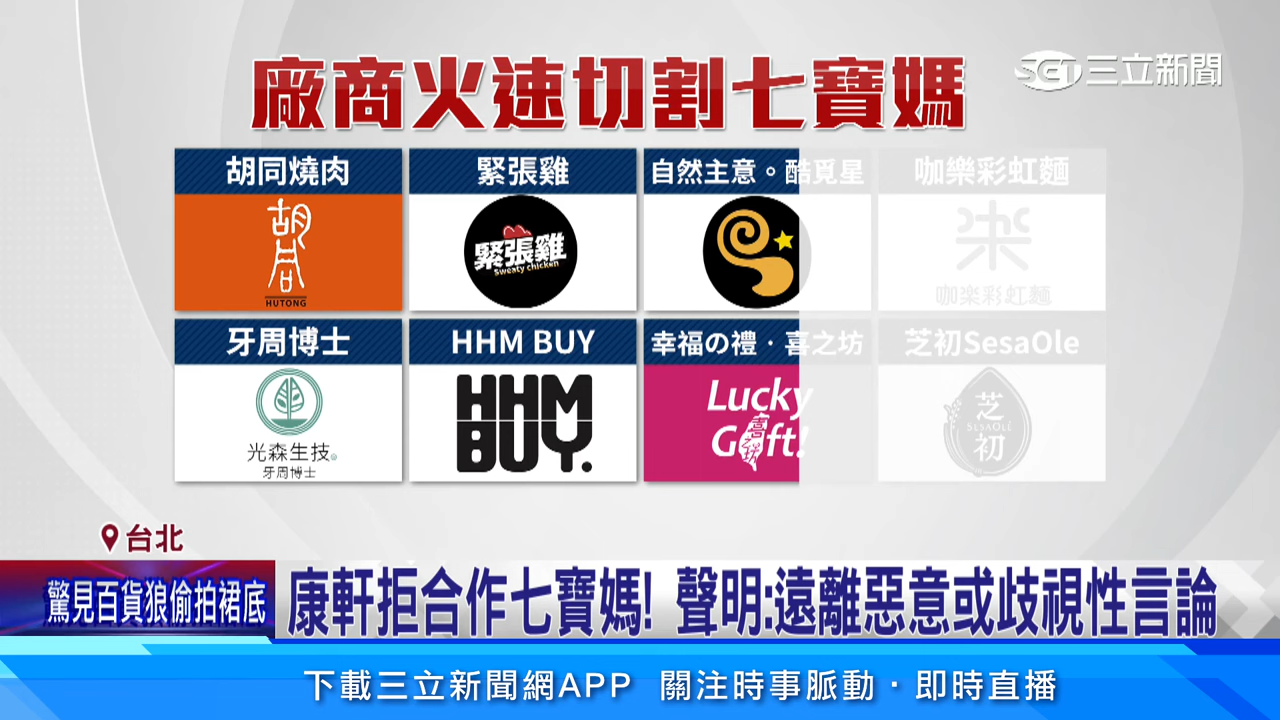 廠商火速切割七寶媽
SET三立新聞
胡同燒肉
緊張雞
自然主意。酷覓星
咖樂彩虹麵
胡同
HUTONG
緊張雞
Sweaty chicken
咖樂彩虹麵
牙周博士
HHM BUY
幸福の禮・喜之坊
芝初SesaOle
光森生技
牙周博士
HHM
BUY.
Lucky
Gift!
喜之坊
芝初
SESAOLE
台北
驚見百貨狼偷拍裙底
康軒拒合作七寶媽! 聲明:遠離惡意或歧視性言論
下載三立新聞網APP 關注時事脈動・即時直播